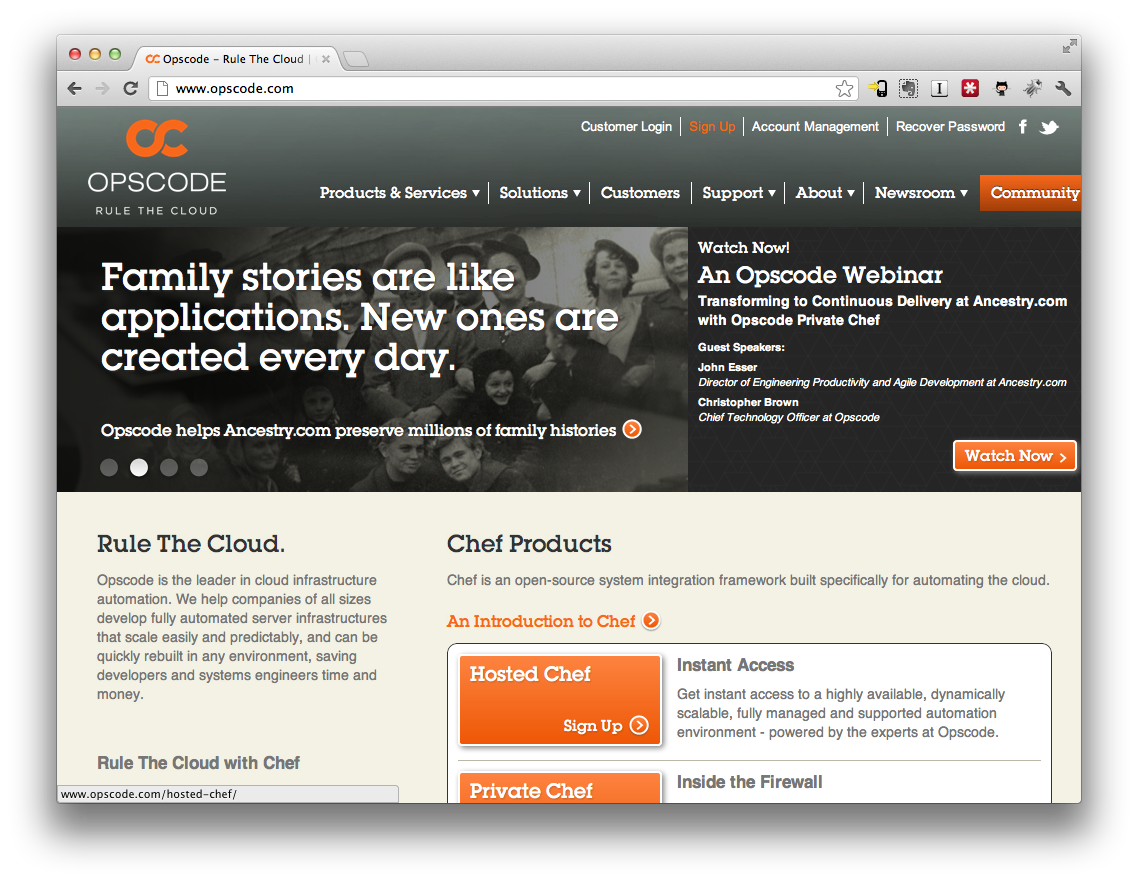 Opscode – Rule The Cloud |
www.opscode.com
Customer Login Sign Up Account Management Recover Password
OPSCODE
RULE THE CLOUD
Products & Services Solutions Customers Support About Newsroom Community
Family stories are like
applications. New ones are
created every day.
Opscode helps Ancestry.com preserve millions of family histories
Watch Now!
An Opscode Webinar
Transforming to Continuous Delivery at Ancestry.com
with Opscode Private Chef
Guest Speakers:
John Esser
Director of Engineering Productivity and Agile Development at Ancestry.com
Christopher Brown
Chief Technology Officer at Opscode
Watch Now
Rule The Cloud.
Opscode is the leader in cloud infrastructure
automation. We help companies of all sizes
develop fully automated server infrastructures
that scale easily and predictably, and can be
quickly rebuilt in any environment, saving
developers and systems engineers time and
money.
Rule The Cloud with Chef
Chef Products
Chef is an open-source system integration framework built specifically for automating the cloud.
An Introduction to Chef
Hosted Chef
Sign Up
Instant Access
Get instant access to a highly available, dynamically
scalable, fully managed and supported automation
environment - powered by the experts at Opscode.
Private Chef
Inside the Firewall
www.opscode.com/hosted-chef/